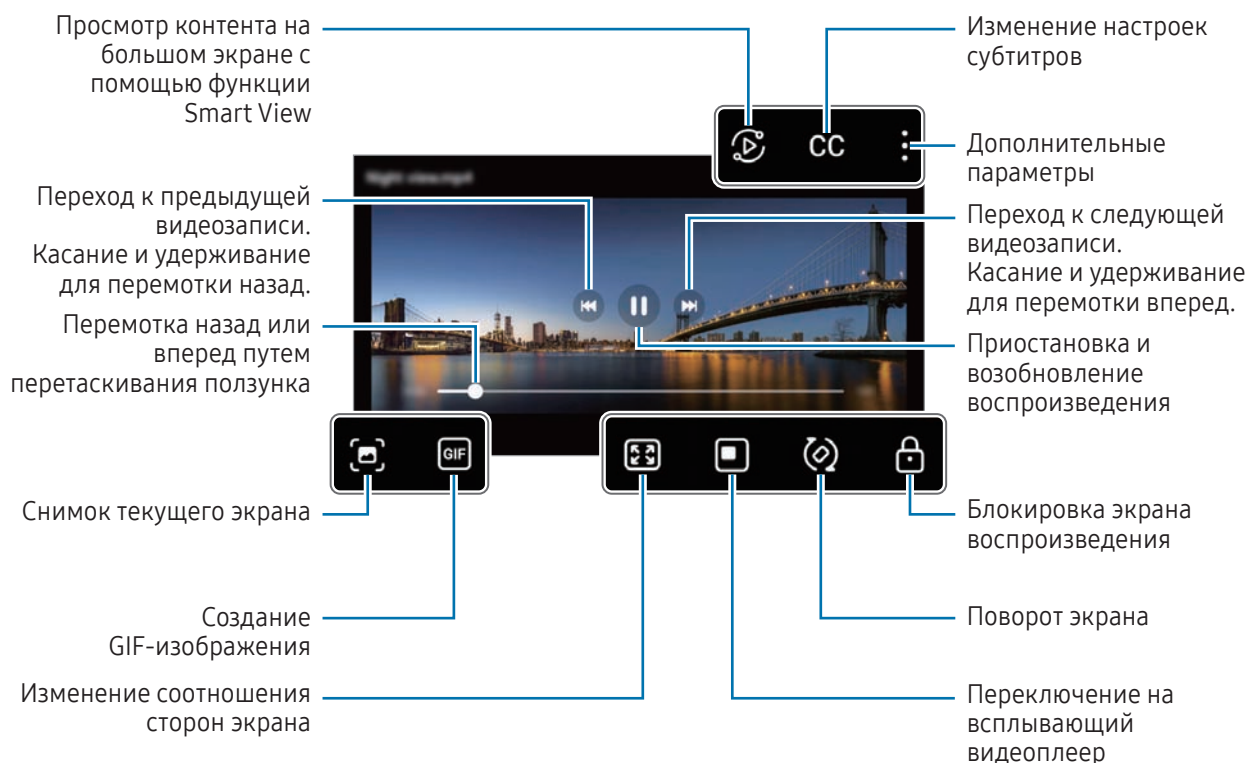 Просмотр контента на
большом экране с
помощью функции
Smart View
Изменение настроек
субтитров
CC
Дополнительные
параметры
Night view.mp4
Переход к предыдущей
видеозаписи.
Касание и удерживание
для перемотки назад.
Переход к следующей
видеозаписи.
Касание и удерживание
для перемотки вперед.
Перемотка назад или
вперед путем
перетаскивания ползунка
Приостановка и
возобновление
воспроизведения
GIF
Снимок текущего экрана
Блокировка экрана
воспроизведения
Создание
GIF-изображения
Поворот экрана
Изменение соотношения
сторон экрана
Переключение на
всплывающий
видеоплеер